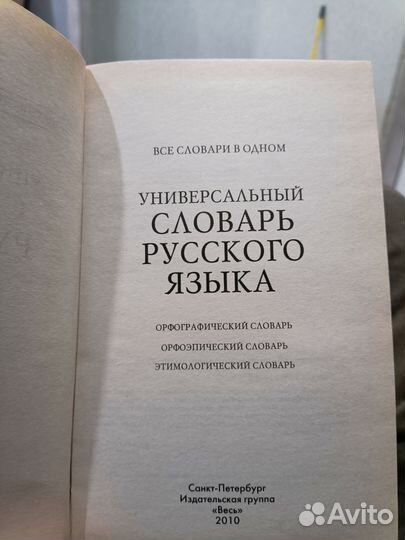 ВСЕ СЛОВАРИ В ОДНОМ
УНИВЕРСАЛЬНЫЙ
СЛОВАРЬ
РУССКОГО
ЯЗЫКА
ОРФОГРАФИЧЕСКИЙ СЛОВАРЬ
ОРФОЭПИЧЕСКИЙ СЛОВАРЬ
ЭТИМОЛОГИЧЕСКИЙ СЛОВАРЬ
Санкт-Петербург
Издательская группа
«Весь»
2010
Avito